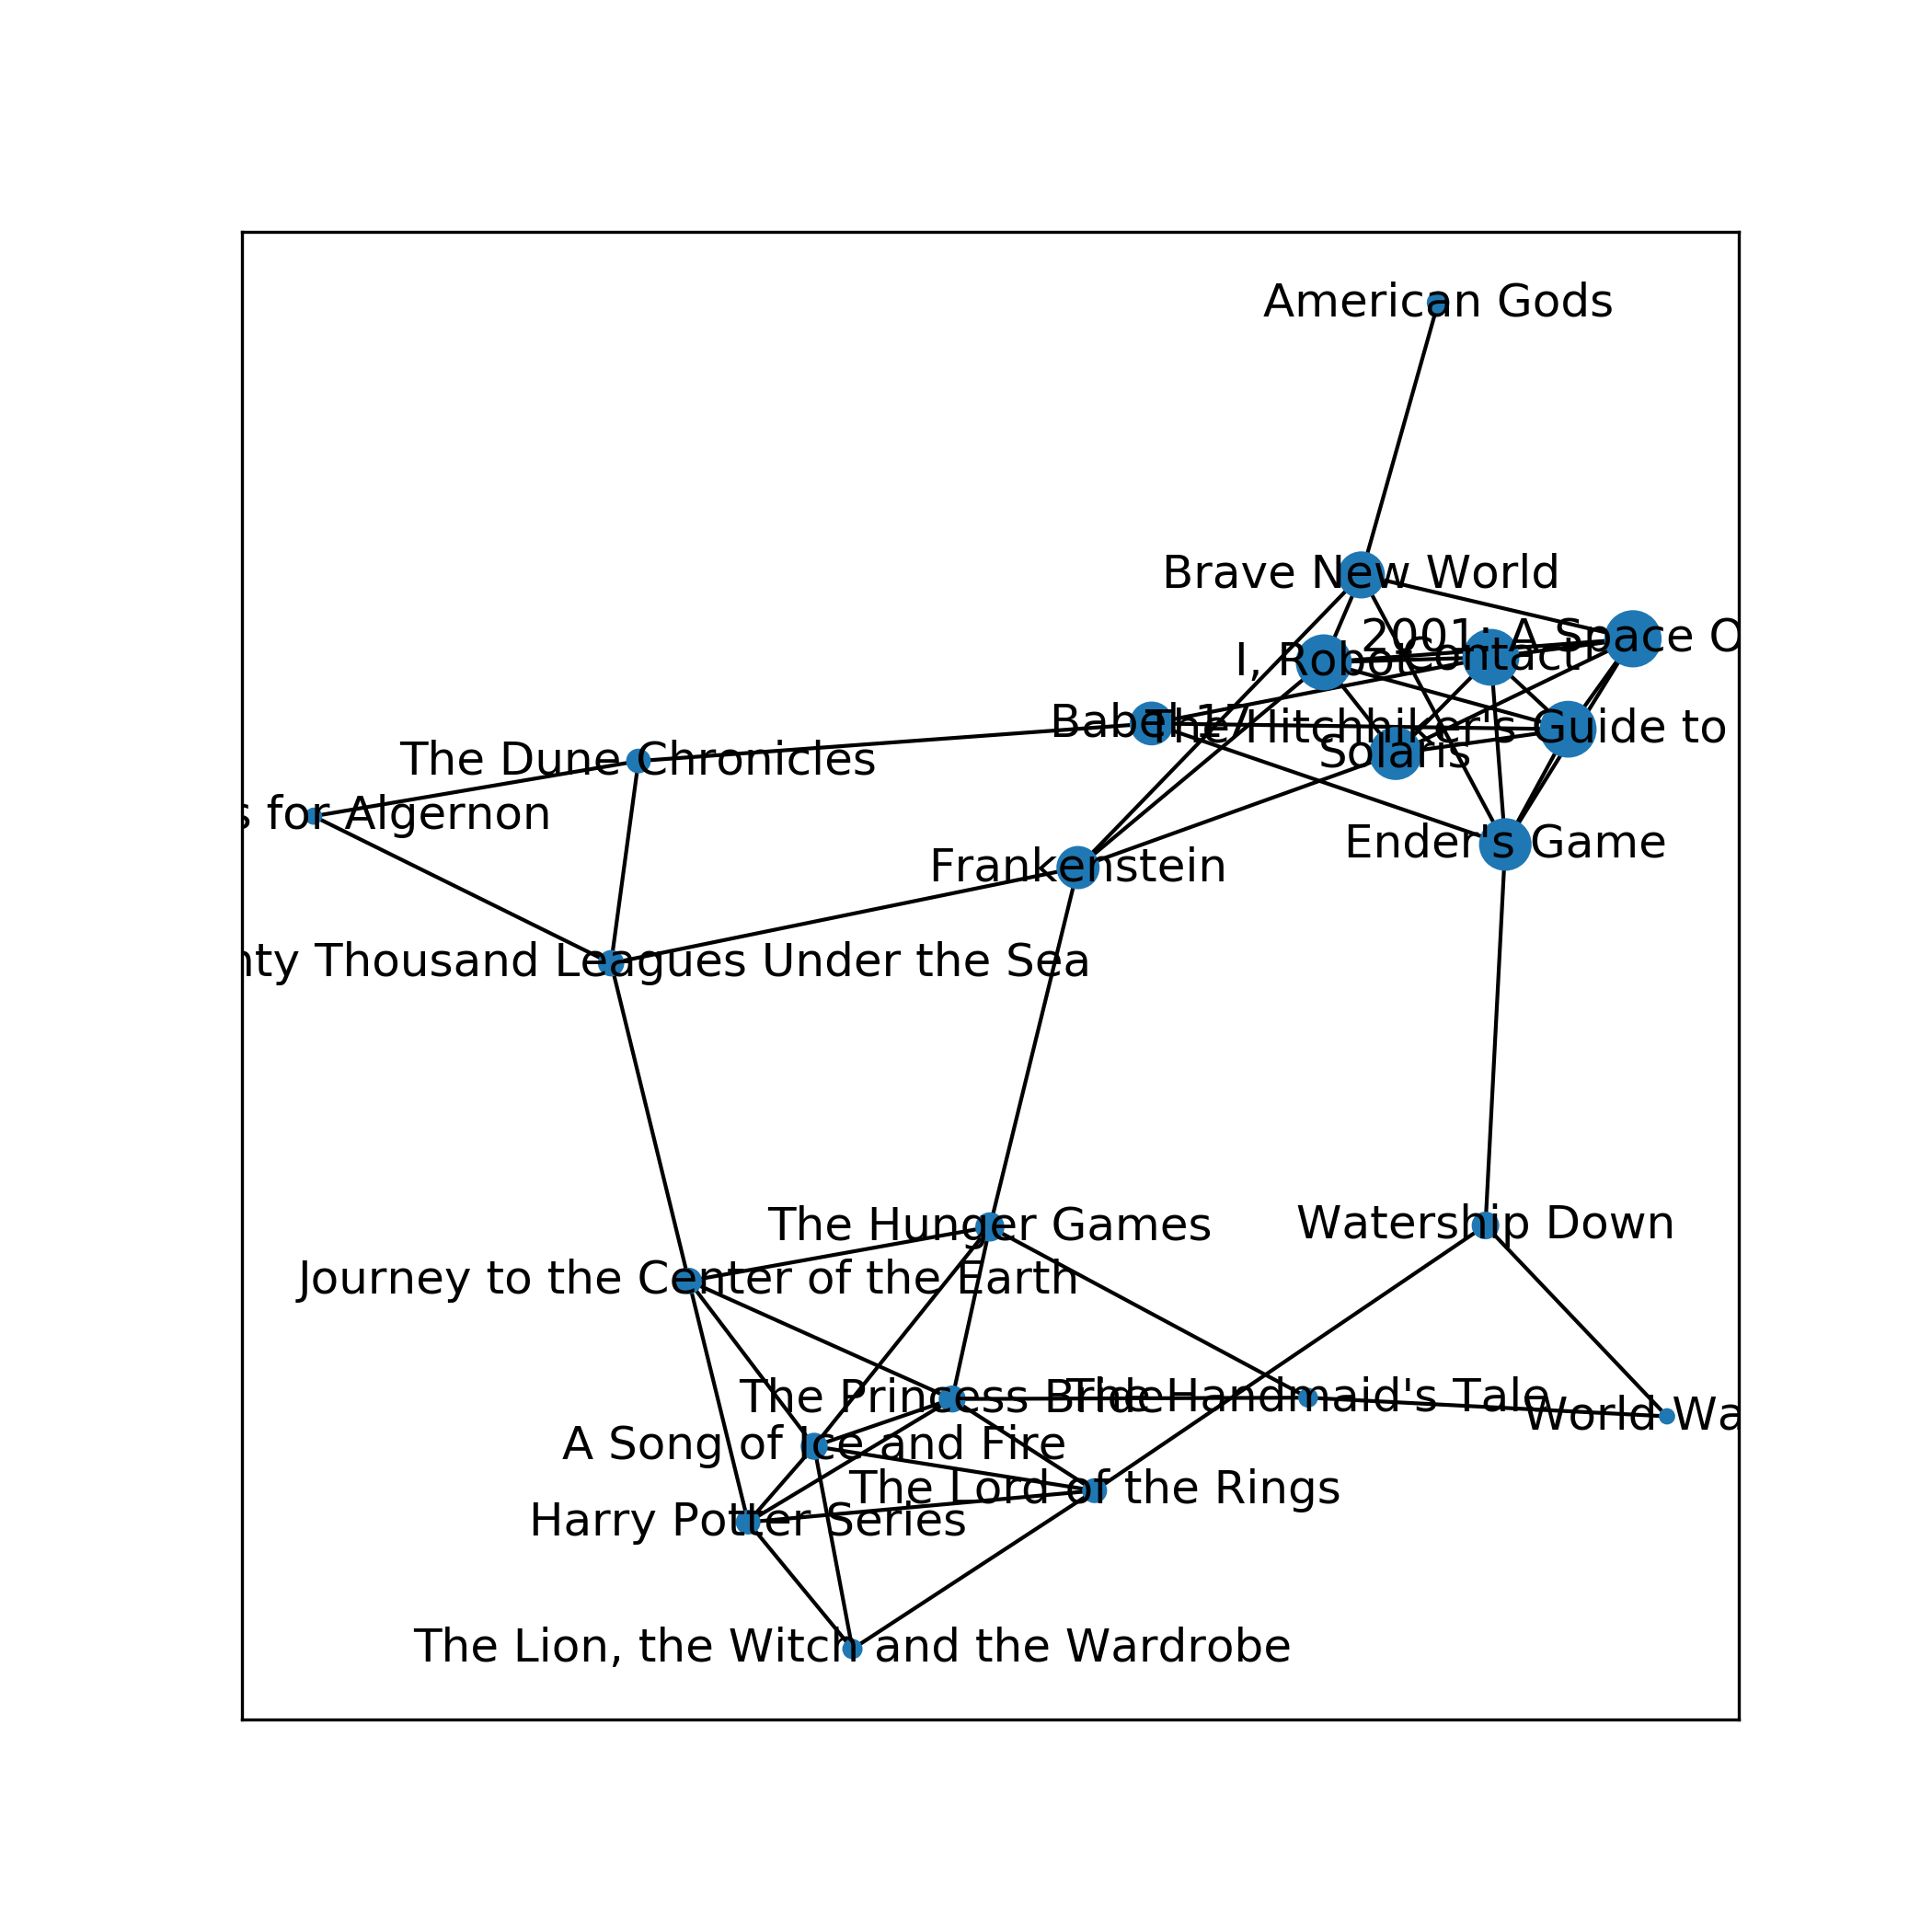 American Gods
Brave New World
2001: A Space O
I, Robot
Contact
Babel-17
The Hitchhiker's Guide to
Solaris
The Dune Chronicles
s for Algernon
Ender's Game
Frankenstein
nty Thousand Leagues Under the Sea
The Hunger Games
Watership Down
Journey to the Center of the Earth
The Princess Bride
The Handmaid's Tale
World Wa
A Song of Ice and Fire
The Lord of the Rings
Harry Potter Series
The Lion, the Witch and the Wardrobe